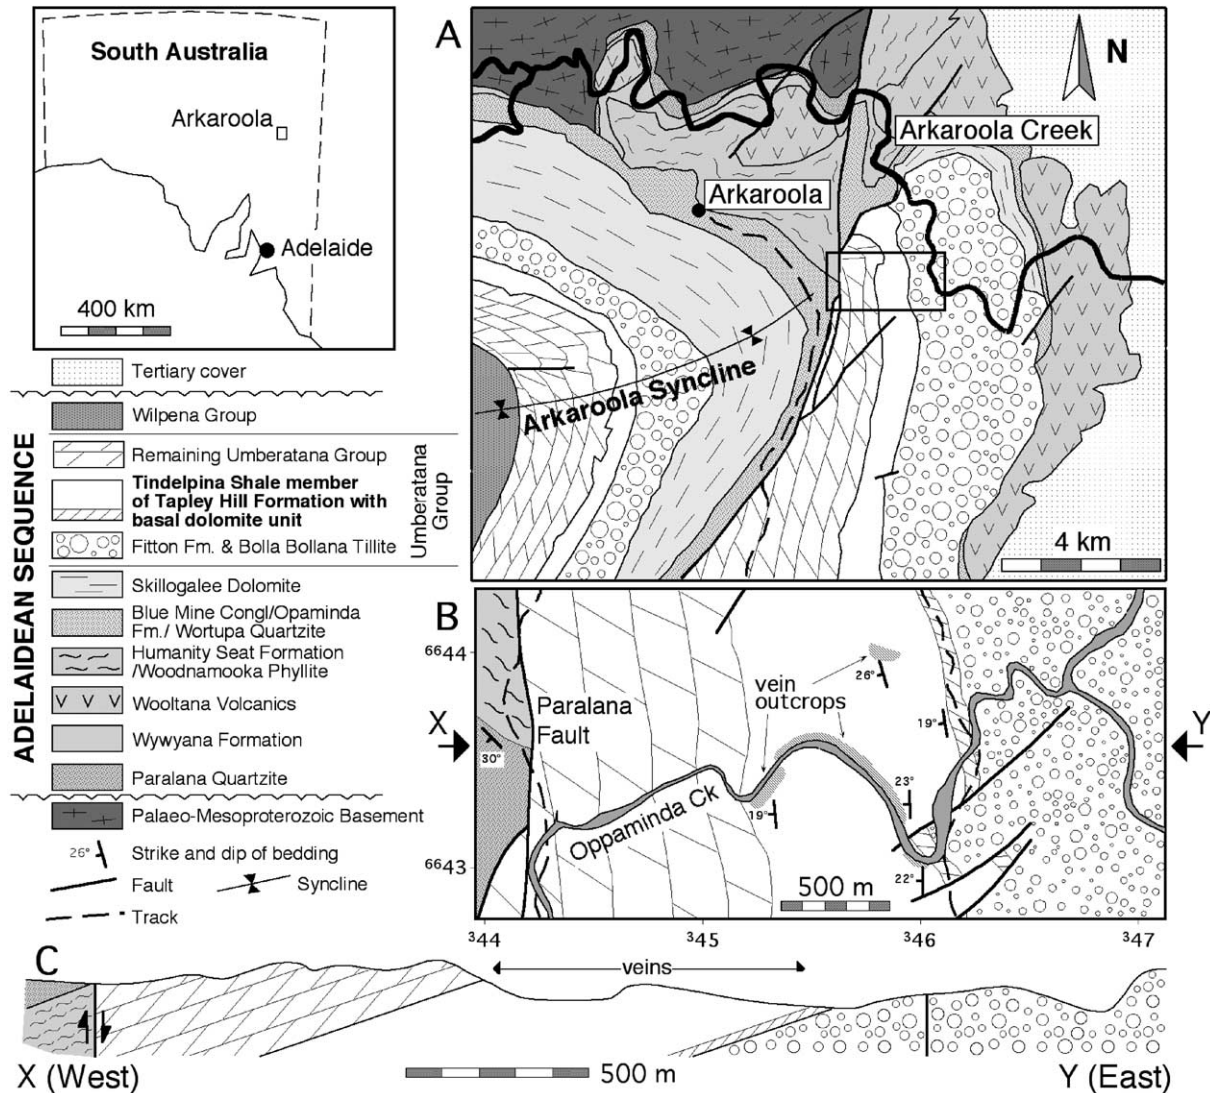 South Australia
Arkaroola
Adelaide
400 km
A
N
Arkaroola Creek
Arkaroola
Arkaroola Syncline
4 km
ADELAIDEAN SEQUENCE
Tertiary cover
Wilpena Group
Remaining Umberatana Group
Tindelpina Shale member
of Tapley Hill Formation with
basal dolomite unit
Fitton Fm. & Bolla Bollana Tillite
Umberatana
Group
Skillogalee Dolomite
Blue Mine Congl/Opaminda
Fm./ Wortupa Quartzite
Humanity Seat Formation
/Woodnamooka Phyllite
Wooltana Volcanics
Wywyana Formation
Paralana Quartzite
Palaeo-Mesoproterozoic Basement
26° Strike and dip of bedding
Fault
Syncline
Track
B
6644
6643
X
Y
Paralana
Fault
30°
vein
outcrops
26°
19°
23°
19°
22°
Oppaminda Ck
500 m
344
345
346
347
C
veins
X (West)
500 m
Y (East)